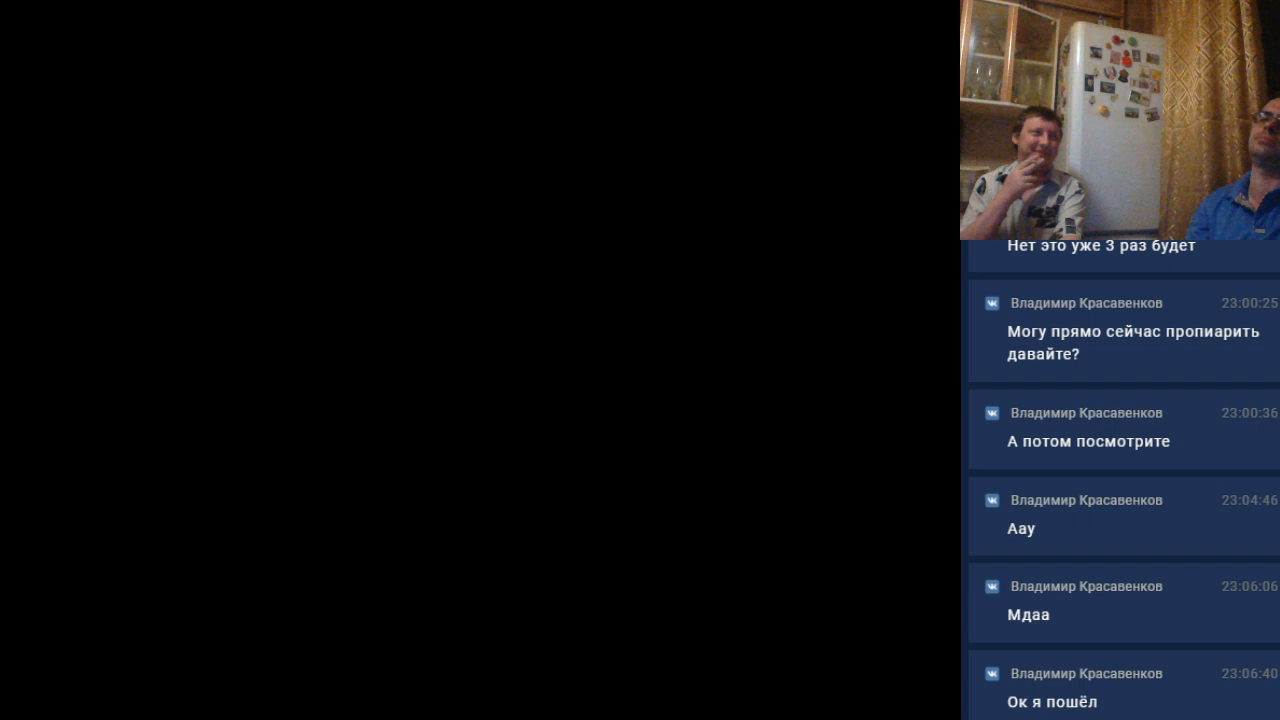 Нет это уже 3 раз будет
Владимир Красавенков 23:00:25
Могу прямо сейчас пропиарить
давайте?
Владимир Красавенков 23:00:36
А потом посмотрите
Владимир Красавенков 23:04:46
Аау
Владимир Красавенков 23:06:06
Мдаа
Владимир Красавенков 23:06:40
Ок я пошёл